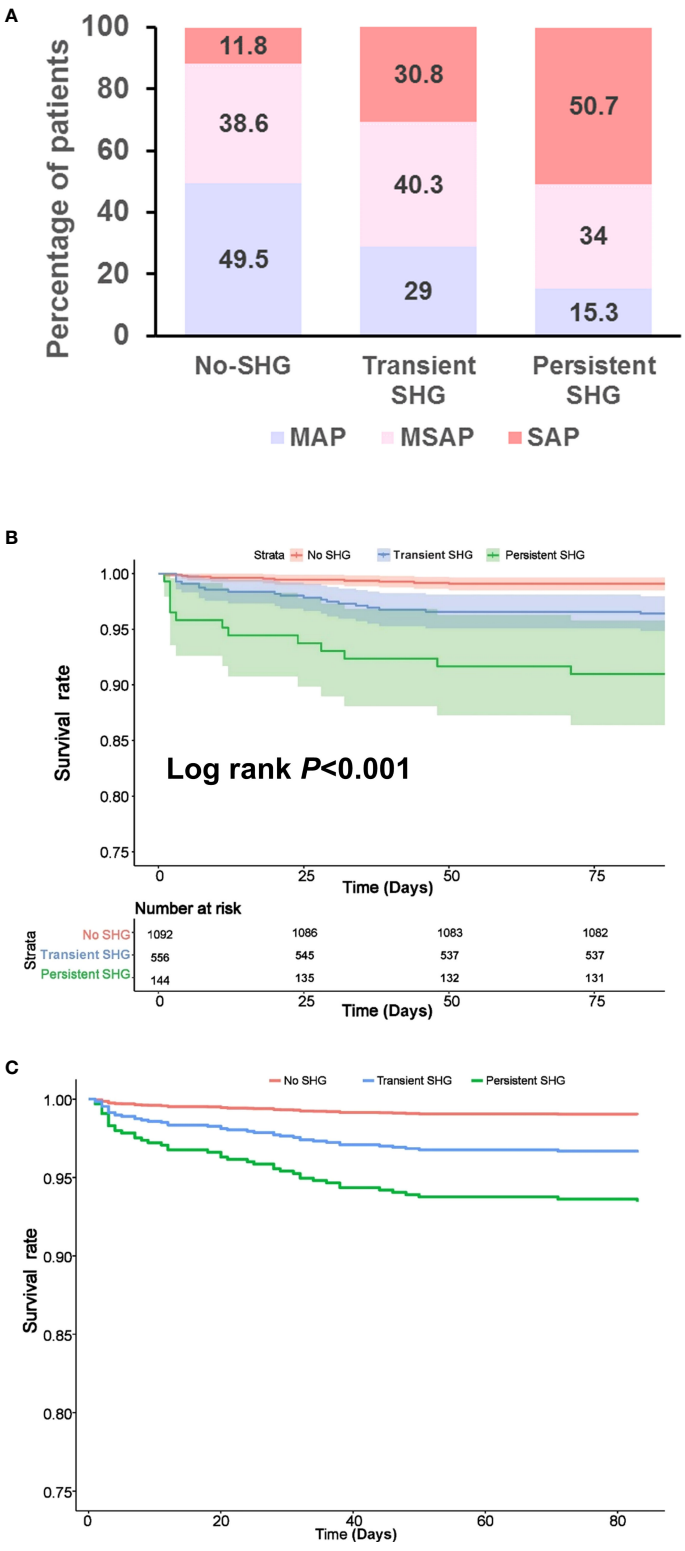 A
Percentage of patients
100
80
60
40
20
0
11.8
38.6
49.5
30.8
40.3
29
50.7
34
15.3
No-SHG
Transient SHG
Persistent SHG
MAP MSAP SAP
B
Strata No SHG Transient SHG Persistent SHG
Survival rate
1.00
0.95
0.90
0.85
0.80
0.75
Log rank P<0.001
0 25 50 75
Time (Days)
Number at risk
Strata
No SHG 1092 1086 1083 1082
Transient SHG 556 545 537 537
Persistent SHG 144 135 132 131
0 25 50 75
Time (Days)
C
No SHG Transient SHG Persistent SHG
Survival rate
1.00
0.95
0.90
0.85
0.80
0.75
0 20 40 60 80
Time (Days)